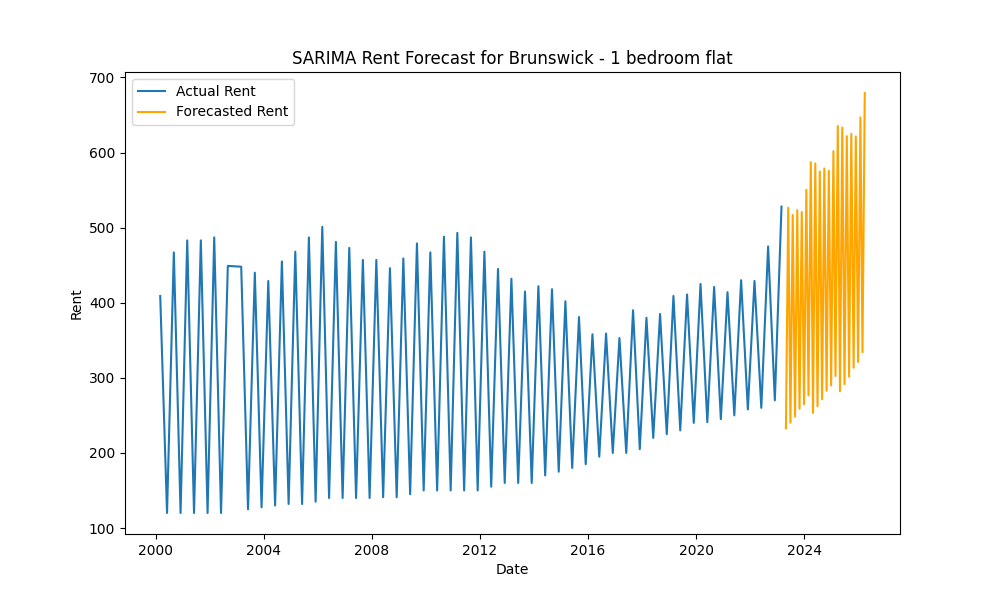 SARIMA Rent Forecast for Brunswick - 1 bedroom flat
700
600
500
400
300
200
100
Rent
Actual Rent
Forecasted Rent
2000 2004 2008 2012 2016 2020 2024
Date